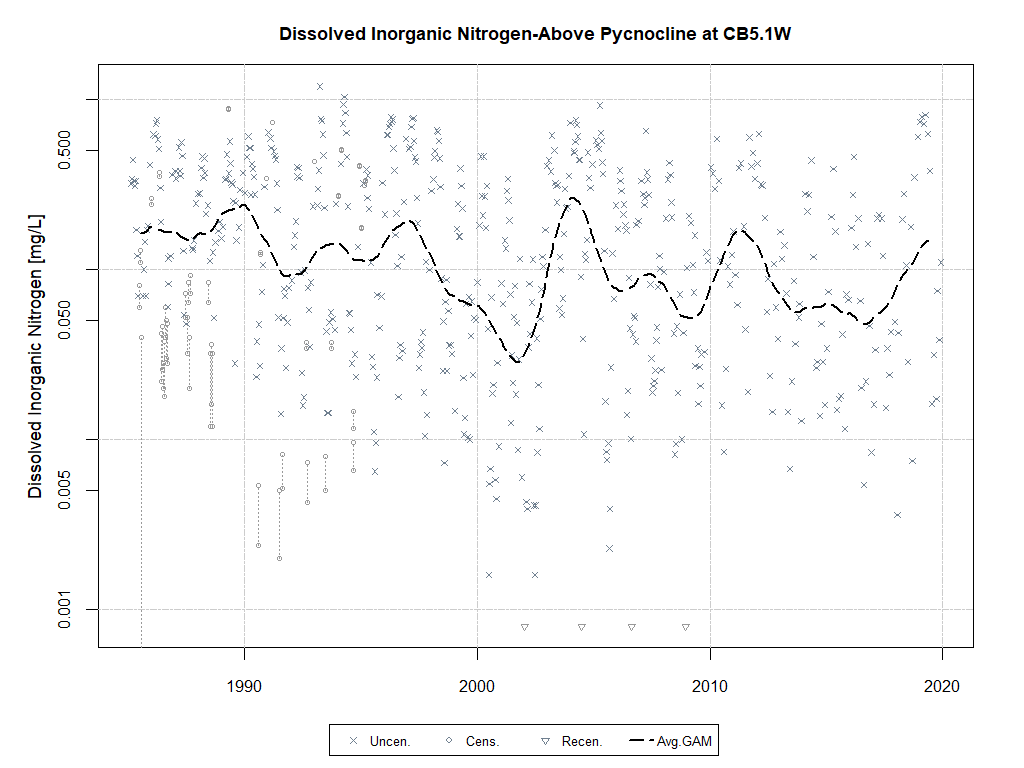 Dissolved Inorganic Nitrogen-Above Pycnocline at CB5.1W
Dissolved Inorganic Nitrogen [mg/L]
0.500
0.050
0.005
0.001
1990 2000 2010 2020
Uncen. Cens. Recen. Avg.GAM